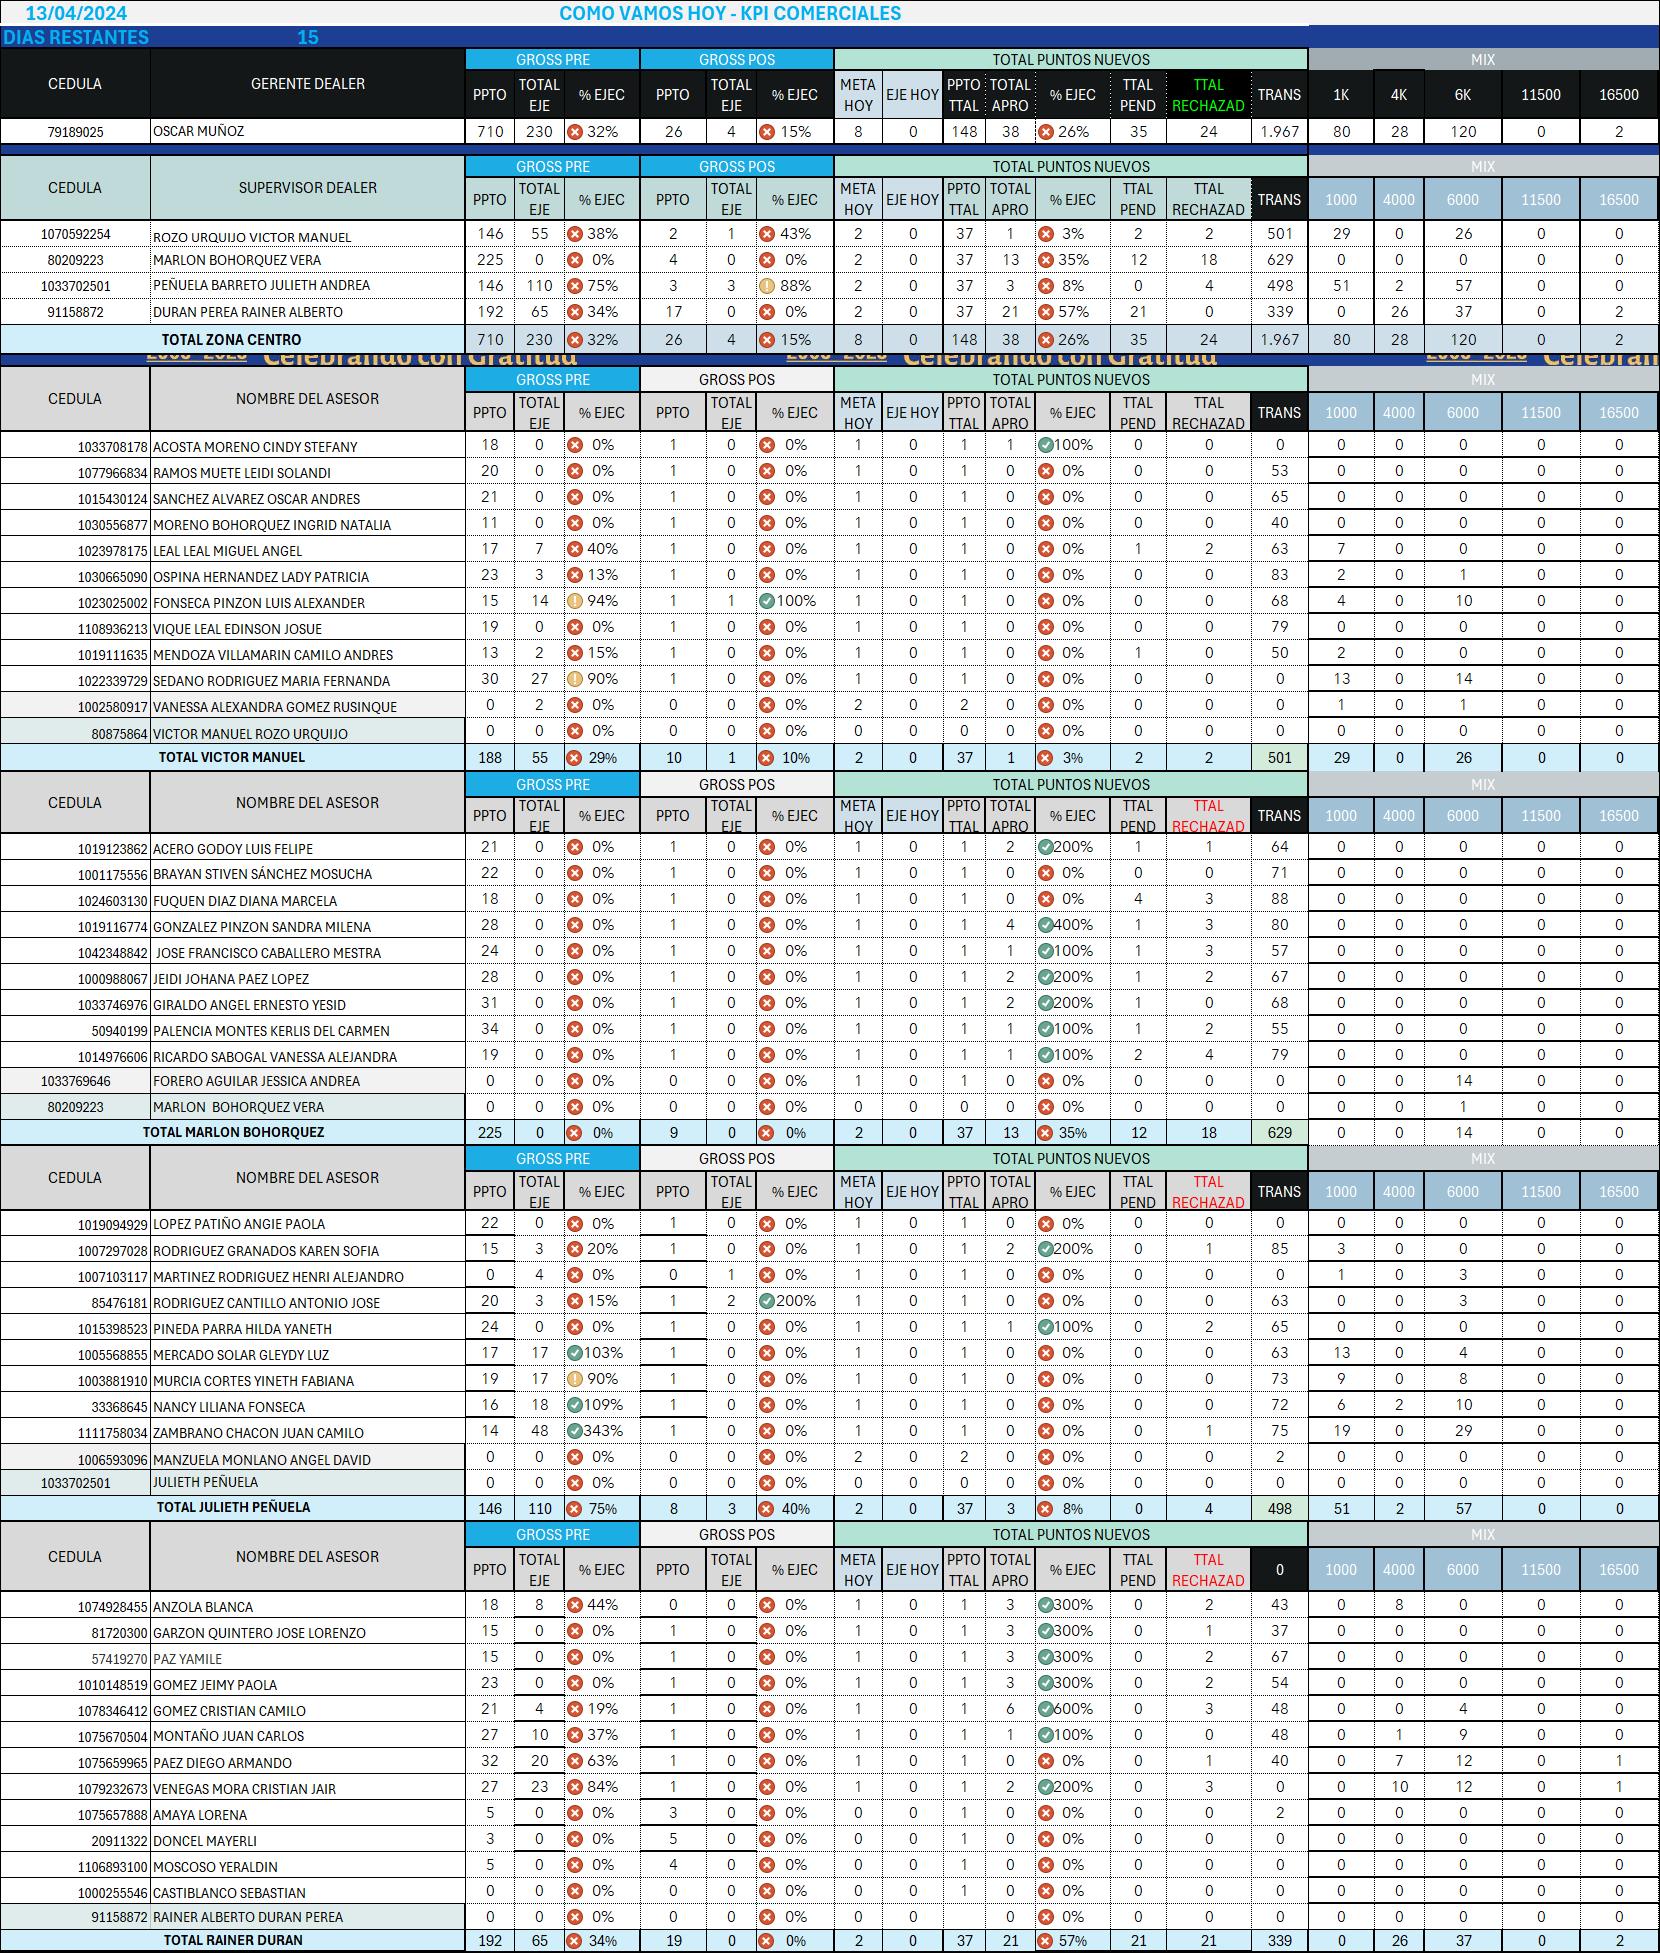 13/04/2024 COMO VAMOS HOY - KPI COMERCIALES
DIAS RESTANTES 15
GROSS PRE GROSS POS TOTAL PUNTOS NUEVOS MIX
CEDULA GERENTE DEALER PPTO TOTAL EJE % EJEC PPTO TOTAL EJE % EJEC META HOY EJE HOY PPTO TTAL TOTAL APRO % EJEC TTAL PEND TTAL RECHAZAD TRANS 1K 4K 6K 11500 16500
79189025 OSCAR MUÑOZ 710 230 32% 26 4 15% 8 0 148 38 26% 35 24 1.967 80 28 120 0 2
GROSS PRE GROSS POS TOTAL PUNTOS NUEVOS MIX
CEDULA SUPERVISOR DEALER PPTO TOTAL EJE % EJEC PPTO TOTAL EJE % EJEC META HOY EJE HOY PPTO TTAL TOTAL APRO % EJEC TTAL PEND TTAL RECHAZAD TRANS 1000 4000 6000 11500 16500
1070592254 ROZO URQUIJO VICTOR MANUEL 146 55 38% 2 1 43% 2 0 37 1 3% 2 2 501 29 0 26 0 0
80209223 MARLON BOHORQUEZ VERA 225 0 0% 4 0 0% 2 0 37 13 35% 12 18 629 0 0 0 0 0
1033702501 PEÑUELA BARRETO JULIETH ANDREA 146 110 75% 3 3 88% 2 0 37 3 8% 0 4 498 51 2 57 0 0
91158872 DURAN PEREA RAINER ALBERTO 192 65 34% 17 0 0% 2 0 37 21 57% 21 0 339 0 26 37 0 2
TOTAL ZONA CENTRO 710 230 32% 26 4 15% 8 0 148 38 26% 35 24 1.967 80 28 120 0 2
Celebrando con Gratitud Celebrando con Gratitud Celebran
GROSS PRE GROSS POS TOTAL PUNTOS NUEVOS MIX
CEDULA NOMBRE DEL ASESOR PPTO TOTAL EJE % EJEC PPTO TOTAL EJE % EJEC META HOY EJE HOY PPTO TTAL TOTAL APRO % EJEC TTAL PEND TTAL RECHAZAD TRANS 1000 4000 6000 11500 16500
1033708178 ACOSTA MORENO CINDY STEFANY 18 0 0% 1 0 0% 1 0 1 1 100% 0 0 0 0 0 0 0 0
1077966834 RAMOS MUETE LEIDI SOLANDI 20 0 0% 1 0 0% 1 0 1 0 0% 0 0 53 0 0 0 0 0
1015430124 SANCHEZ ALVAREZ OSCAR ANDRES 21 0 0% 1 0 0% 1 0 1 0 0% 0 0 65 0 0 0 0 0
1030556877 MORENO BOHORQUEZ INGRID NATALIA 11 0 0% 1 0 0% 1 0 1 0 0% 0 0 40 0 0 0 0 0
1023978175 LEAL LEAL MIGUEL ANGEL 17 7 40% 1 0 0% 1 0 1 0 0% 1 2 63 7 0 0 0 0
1030665090 OSPINA HERNANDEZ LADY PATRICIA 23 3 13% 1 0 0% 1 0 1 0 0% 0 0 83 2 0 1 0 0
1023025002 FONSECA PINZON LUIS ALEXANDER 15 14 94% 1 1 100% 1 0 1 0 0% 0 0 68 4 0 10 0 0
1108936213 VIQUE LEAL EDINSON JOSUE 19 0 0% 1 0 0% 1 0 1 0 0% 0 0 79 0 0 0 0 0
1019111635 MENDOZA VILLAMARIN CAMILO ANDRES 13 2 15% 1 0 0% 1 0 1 0 0% 1 0 50 2 0 0 0 0
1022339729 SEDANO RODRIGUEZ MARIA FERNANDA 30 27 90% 1 0 0% 1 0 1 0 0% 0 0 0 13 0 14 0 0
1002580917 VANESSA ALEXANDRA GOMEZ RUSINQUE 0 2 0% 0 0 0% 2 0 2 0 0% 0 0 0 1 0 1 0 0
80875864 VICTOR MANUEL ROZO URQUIJO 0 0 0% 0 0 0% 0 0 0 0 0% 0 0 0 0 0 0 0 0
TOTAL VICTOR MANUEL 188 55 29% 10 1 10% 2 0 37 1 3% 2 2 501 29 0 26 0 0
GROSS PRE GROSS POS TOTAL PUNTOS NUEVOS MIX
CEDULA NOMBRE DEL ASESOR PPTO TOTAL EJE % EJEC PPTO TOTAL EJE % EJEC META HOY EJE HOY PPTO TTAL TOTAL APRO % EJEC TTAL PEND TTAL RECHAZAD TRANS 1000 4000 6000 11500 16500
1019123862 ACERO GODOY LUIS FELIPE 21 0 0% 1 0 0% 1 0 1 2 200% 1 1 64 0 0 0 0 0
1001175556 BRAYAN STIVEN SÁNCHEZ MOSUCHA 22 0 0% 1 0 0% 1 0 1 0 0% 0 0 71 0 0 0 0 0
1024603130 FUQUEN DIAZ DIANA MARCELA 18 0 0% 1 0 0% 1 0 1 0 0% 4 3 88 0 0 0 0 0
1019116774 GONZALEZ PINZON SANDRA MILENA 28 0 0% 1 0 0% 1 0 1 4 400% 1 3 80 0 0 0 0 0
1042348842 JOSE FRANCISCO CABALLERO MESTRA 24 0 0% 1 0 0% 1 0 1 1 100% 1 3 57 0 0 0 0 0
1000988067 JEIDI JOHANA PAEZ LOPEZ 28 0 0% 1 0 0% 1 0 1 2 200% 1 2 67 0 0 0 0 0
1033746976 GIRALDO ANGEL ERNESTO YESID 31 0 0% 1 0 0% 1 0 1 2 200% 1 0 68 0 0 0 0 0
50940199 PALENCIA MONTES KERLIS DEL CARMEN 34 0 0% 1 0 0% 1 0 1 1 100% 1 2 55 0 0 0 0 0
1014976606 RICARDO SABOGAL VANESSA ALEJANDRA 19 0 0% 1 0 0% 1 0 1 1 100% 2 4 79 0 0 0 0 0
1033769646 FORERO AGUILAR JESSICA ANDREA 0 0 0% 0 0 0% 1 0 1 0 0% 0 0 0 0 0 14 0 0
80209223 MARLON BOHORQUEZ VERA 0 0 0% 0 0 0% 0 0 0 0 0% 0 0 0 0 0 1 0 0
TOTAL MARLON BOHORQUEZ 225 0 0% 9 0 0% 2 0 37 13 35% 12 18 629 0 0 14 0 0
GROSS PRE GROSS POS TOTAL PUNTOS NUEVOS MIX
CEDULA NOMBRE DEL ASESOR PPTO TOTAL EJE % EJEC PPTO TOTAL EJE % EJEC META HOY EJE HOY PPTO TTAL TOTAL APRO % EJEC TTAL PEND TTAL RECHAZAD TRANS 1000 4000 6000 11500 16500
1019094929 LOPEZ PATIÑO ANGIE PAOLA 22 0 0% 1 0 0% 1 0 1 0 0% 0 0 0 0 0 0 0 0
1007297028 RODRIGUEZ GRANADOS KAREN SOFIA 15 3 20% 1 0 0% 1 0 1 2 200% 0 1 85 3 0 0 0 0
1007103117 MARTINEZ RODRIGUEZ HENRI ALEJANDRO 0 4 0% 0 1 0% 1 0 1 0 0% 0 0 0 1 0 3 0 0
85476181 RODRIGUEZ CANTILLO ANTONIO JOSE 20 3 15% 1 2 200% 1 0 1 0 0% 0 0 63 0 0 3 0 0
1015398523 PINEDA PARRA HILDA YANETH 24 0 0% 1 0 0% 1 0 1 1 100% 0 2 65 0 0 0 0 0
1005568855 MERCADO SOLAR GLEYDY LUZ 17 17 103% 1 0 0% 1 0 1 0 0% 0 0 63 13 0 4 0 0
1003881910 MURCIA CORTES YINETH FABIANA 19 17 90% 1 0 0% 1 0 1 0 0% 0 0 73 9 0 8 0 0
33368645 NANCY LILIANA FONSECA 16 18 109% 1 0 0% 1 0 1 0 0% 0 0 72 6 2 10 0 0
1111758034 ZAMBRANO CHACON JUAN CAMILO 14 48 343% 1 0 0% 1 0 1 0 0% 0 1 75 19 0 29 0 0
1006593096 MANZUELA MONLANO ANGEL DAVID 0 0 0% 0 0 0% 2 0 2 0 0% 0 0 2 0 0 0 0 0
1033702501 JULIETH PEÑUELA 0 0 0% 0 0 0% 0 0 0 0 0% 0 0 0 0 0 0 0 0
TOTAL JULIETH PEÑUELA 146 110 75% 8 3 40% 2 0 37 3 8% 0 4 498 51 2 57 0 0
GROSS PRE GROSS POS TOTAL PUNTOS NUEVOS MIX
CEDULA NOMBRE DEL ASESOR PPTO TOTAL EJE % EJEC PPTO TOTAL EJE % EJEC META HOY EJE HOY PPTO TTAL TOTAL APRO % EJEC TTAL PEND TTAL RECHAZAD 0 1000 4000 6000 11500 16500
1074928455 ANZOLA BLANCA 18 8 44% 0 0 0% 1 0 1 3 300% 0 2 43 0 8 0 0 0
81720300 GARZON QUINTERO JOSE LORENZO 15 0 0% 1 0 0% 1 0 1 3 300% 0 1 37 0 0 0 0 0
57419270 PAZ YAMILE 15 0 0% 1 0 0% 1 0 1 3 300% 0 2 67 0 0 0 0 0
1010148519 GOMEZ JEIMY PAOLA 23 0 0% 1 0 0% 1 0 1 3 300% 0 2 54 0 0 0 0 0
1078346412 GOMEZ CRISTIAN CAMILO 21 4 19% 1 0 0% 1 0 1 6 600% 0 3 48 0 0 4 0 0
1075670504 MONTAÑO JUAN CARLOS 27 10 37% 1 0 0% 1 0 1 1 100% 0 0 48 0 1 9 0 0
1075659965 PAEZ DIEGO ARMANDO 32 20 63% 1 0 0% 1 0 1 0 0% 0 1 40 0 7 12 0 1
1079232673 VENEGAS MORA CRISTIAN JAIR 27 23 84% 1 0 0% 1 0 1 2 200% 0 3 0 0 10 12 0 1
1075657888 AMAYA LORENA 5 0 0% 3 0 0% 0 0 1 0 0% 0 0 2 0 0 0 0 0
20911322 DONCEL MAYERLI 3 0 0% 5 0 0% 0 0 1 0 0% 0 0 0 0 0 0 0 0
1106893100 MOSCOSO YERALDIN 5 0 0% 4 0 0% 0 0 1 0 0% 0 0 0 0 0 0 0 0
1000255546 CASTIBLANCO SEBASTIAN 0 0 0% 0 0 0% 0 0 1 0 0% 0 0 0 0 0 0 0 0
91158872 RAINER ALBERTO DURAN PEREA 0 0 0% 0 0 0% 0 0 0 0% 0 0 0 0 0 0 0 0
TOTAL RAINER DURAN 192 65 34% 19 0 0% 2 0 37 21 57% 21 21 339 0 26 37 0 2